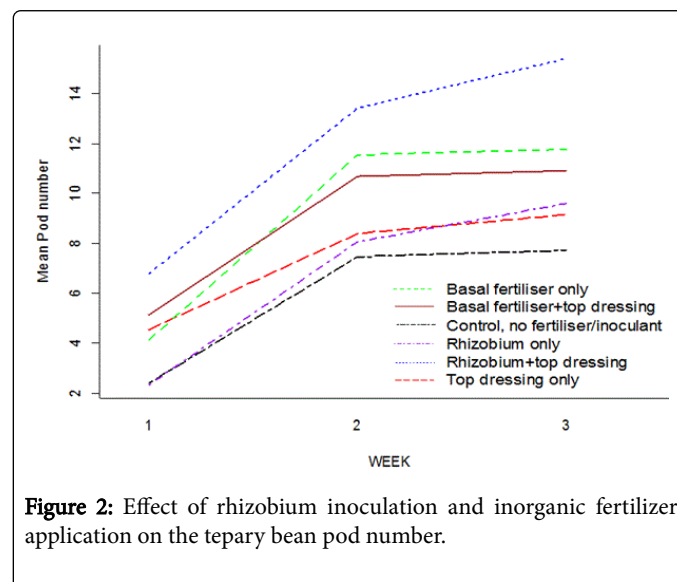 Mean Pod number
14
12
10
8
6
4
2
Basal fertiliser only
Basal fertiliser+top dressing
Control, no fertiliser/inoculant
Rhizobium only
Rhizobium+top dressing
Top dressing only
1 2 3
WEEK
Figure 2: Effect of rhizobium inoculation and inorganic fertilizer
application on the tepary bean pod number.